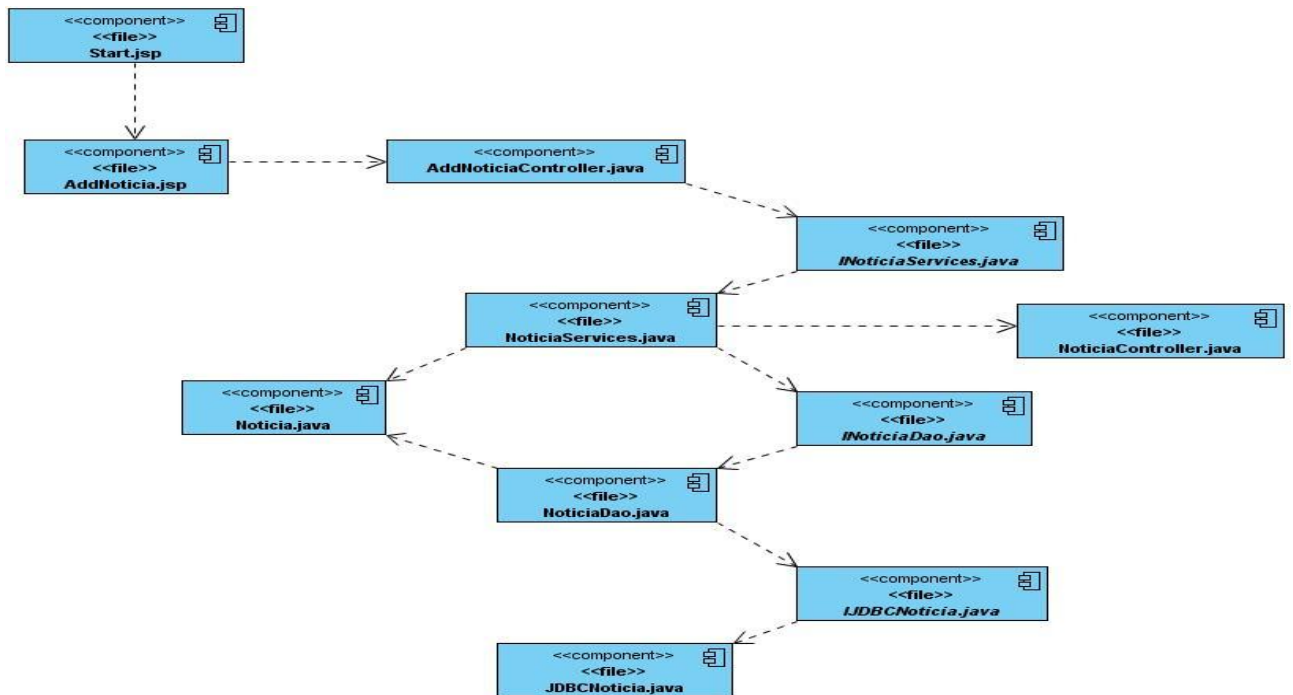 <<component>>
<<file>>
Start.jsp
<<component>>
<<file>>
AddNoticia.jsp
<<component>>
AddNoticiaController.java
<<component>>
<<file>>
INoticiaServices.java
<<component>>
<<file>>
NoticiaServices.java
<<component>>
<<file>>
NoticiaController.java
<<component>>
<<file>>
Noticia.java
<<component>>
<<file>>
INoticiaDao.java
<<component>>
<<file>>
NoticiaDao.java
<<component>>
<<file>>
IJDBCNoticia.java
<<component>>
<<file>>
JDBCNoticia.java